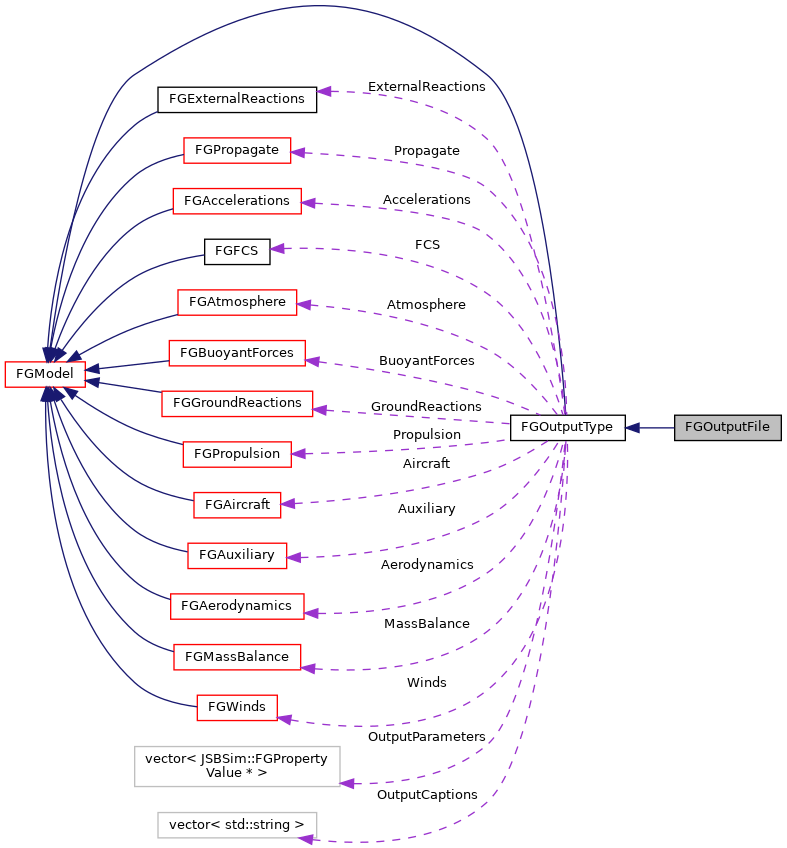 ExternalReactions
FGExternalReactions
Propagate
FGPropagate
Accelerations
FGAccelerations
FCS
FGFCS
Atmosphere
FGAtmosphere
FGBuoyantForces
BuoyantForces
FGModel
FGGroundReactions
GroundReactions
FGOutputType
FGOutputFile
Propulsion
FGPropulsion
Aircraft
FGAircraft
Auxiliary
FGAuxiliary
Aerodynamics
FGAerodynamics
MassBalance
FGMassBalance
Winds
FGWinds
OutputParameters
vector< JSBSim::FGProperty
Value * >
OutputCaptions
vector< std::string >